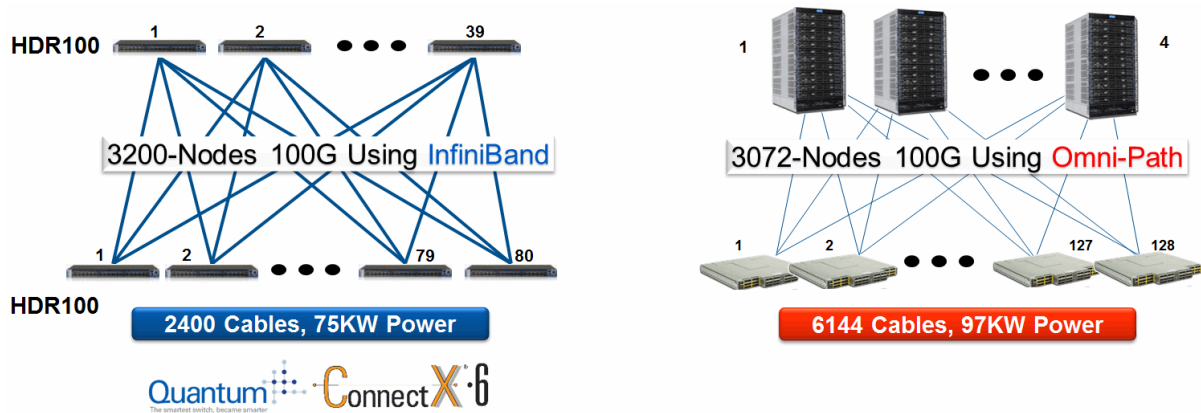 HDR100
1
2
39
3200-Nodes 100G Using InfiniBand
1
2
79
80
HDR100
2400 Cables, 75KW Power
Quantum
The smartest switch, became smarter
ConnectX·6
1
4
3072-Nodes 100G Using Omni-Path
1
2
127
128
6144 Cables, 97KW Power